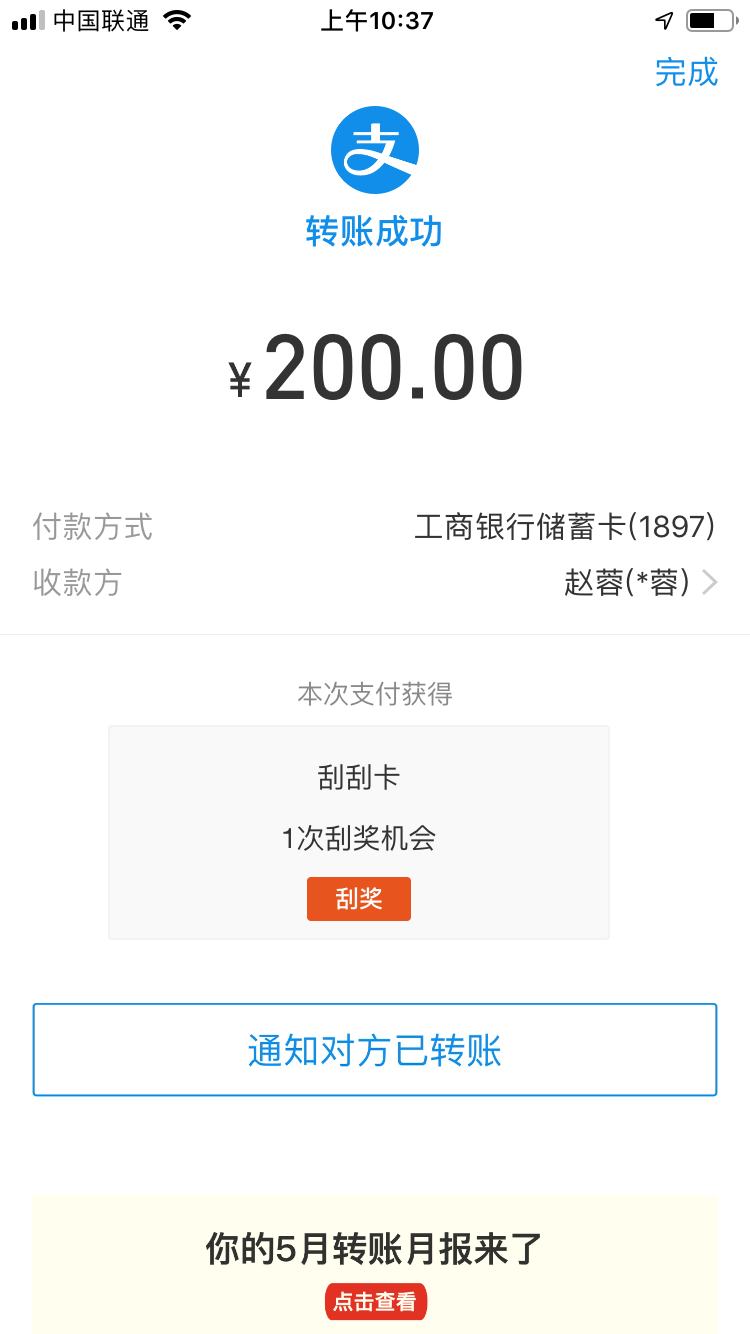 中国联通 上午10:37
完成
支
转账成功
¥200.00
付款方式 工商银行储蓄卡(1897)
收款方 赵蓉(*蓉)
本次支付获得
刮刮卡
1次刮奖机会
刮奖
通知对方已转账
你的5月转账月报来了
点击查看